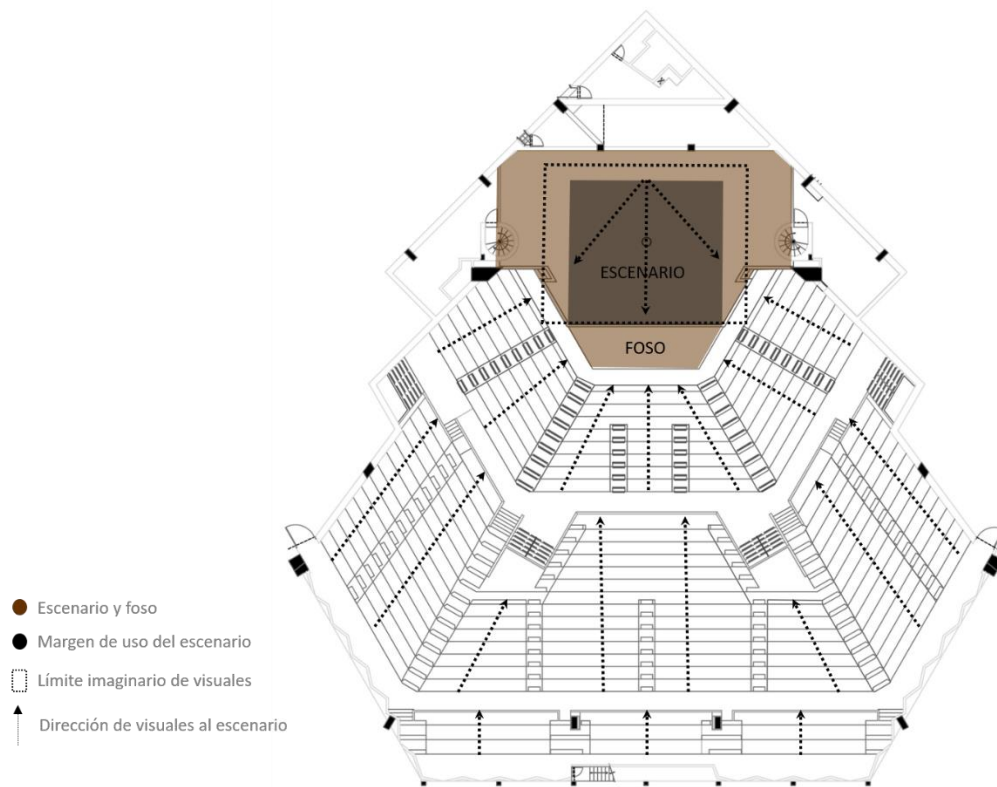 ESCENARIO
FOSO
Escenario y foso
Margen de uso del escenario
Límite imaginario de visuales
Dirección de visuales al escenario